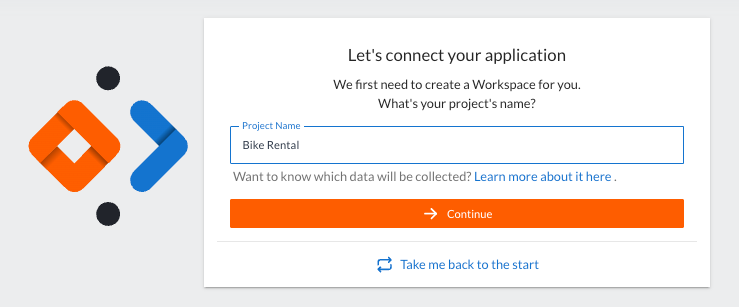 Let's connect your application
We first need to create a Workspace for you.
What's your project's name?
Project Name
Bike Rental
Want to know which data will be collected? Learn more about it here .
Continue
Take me back to the start